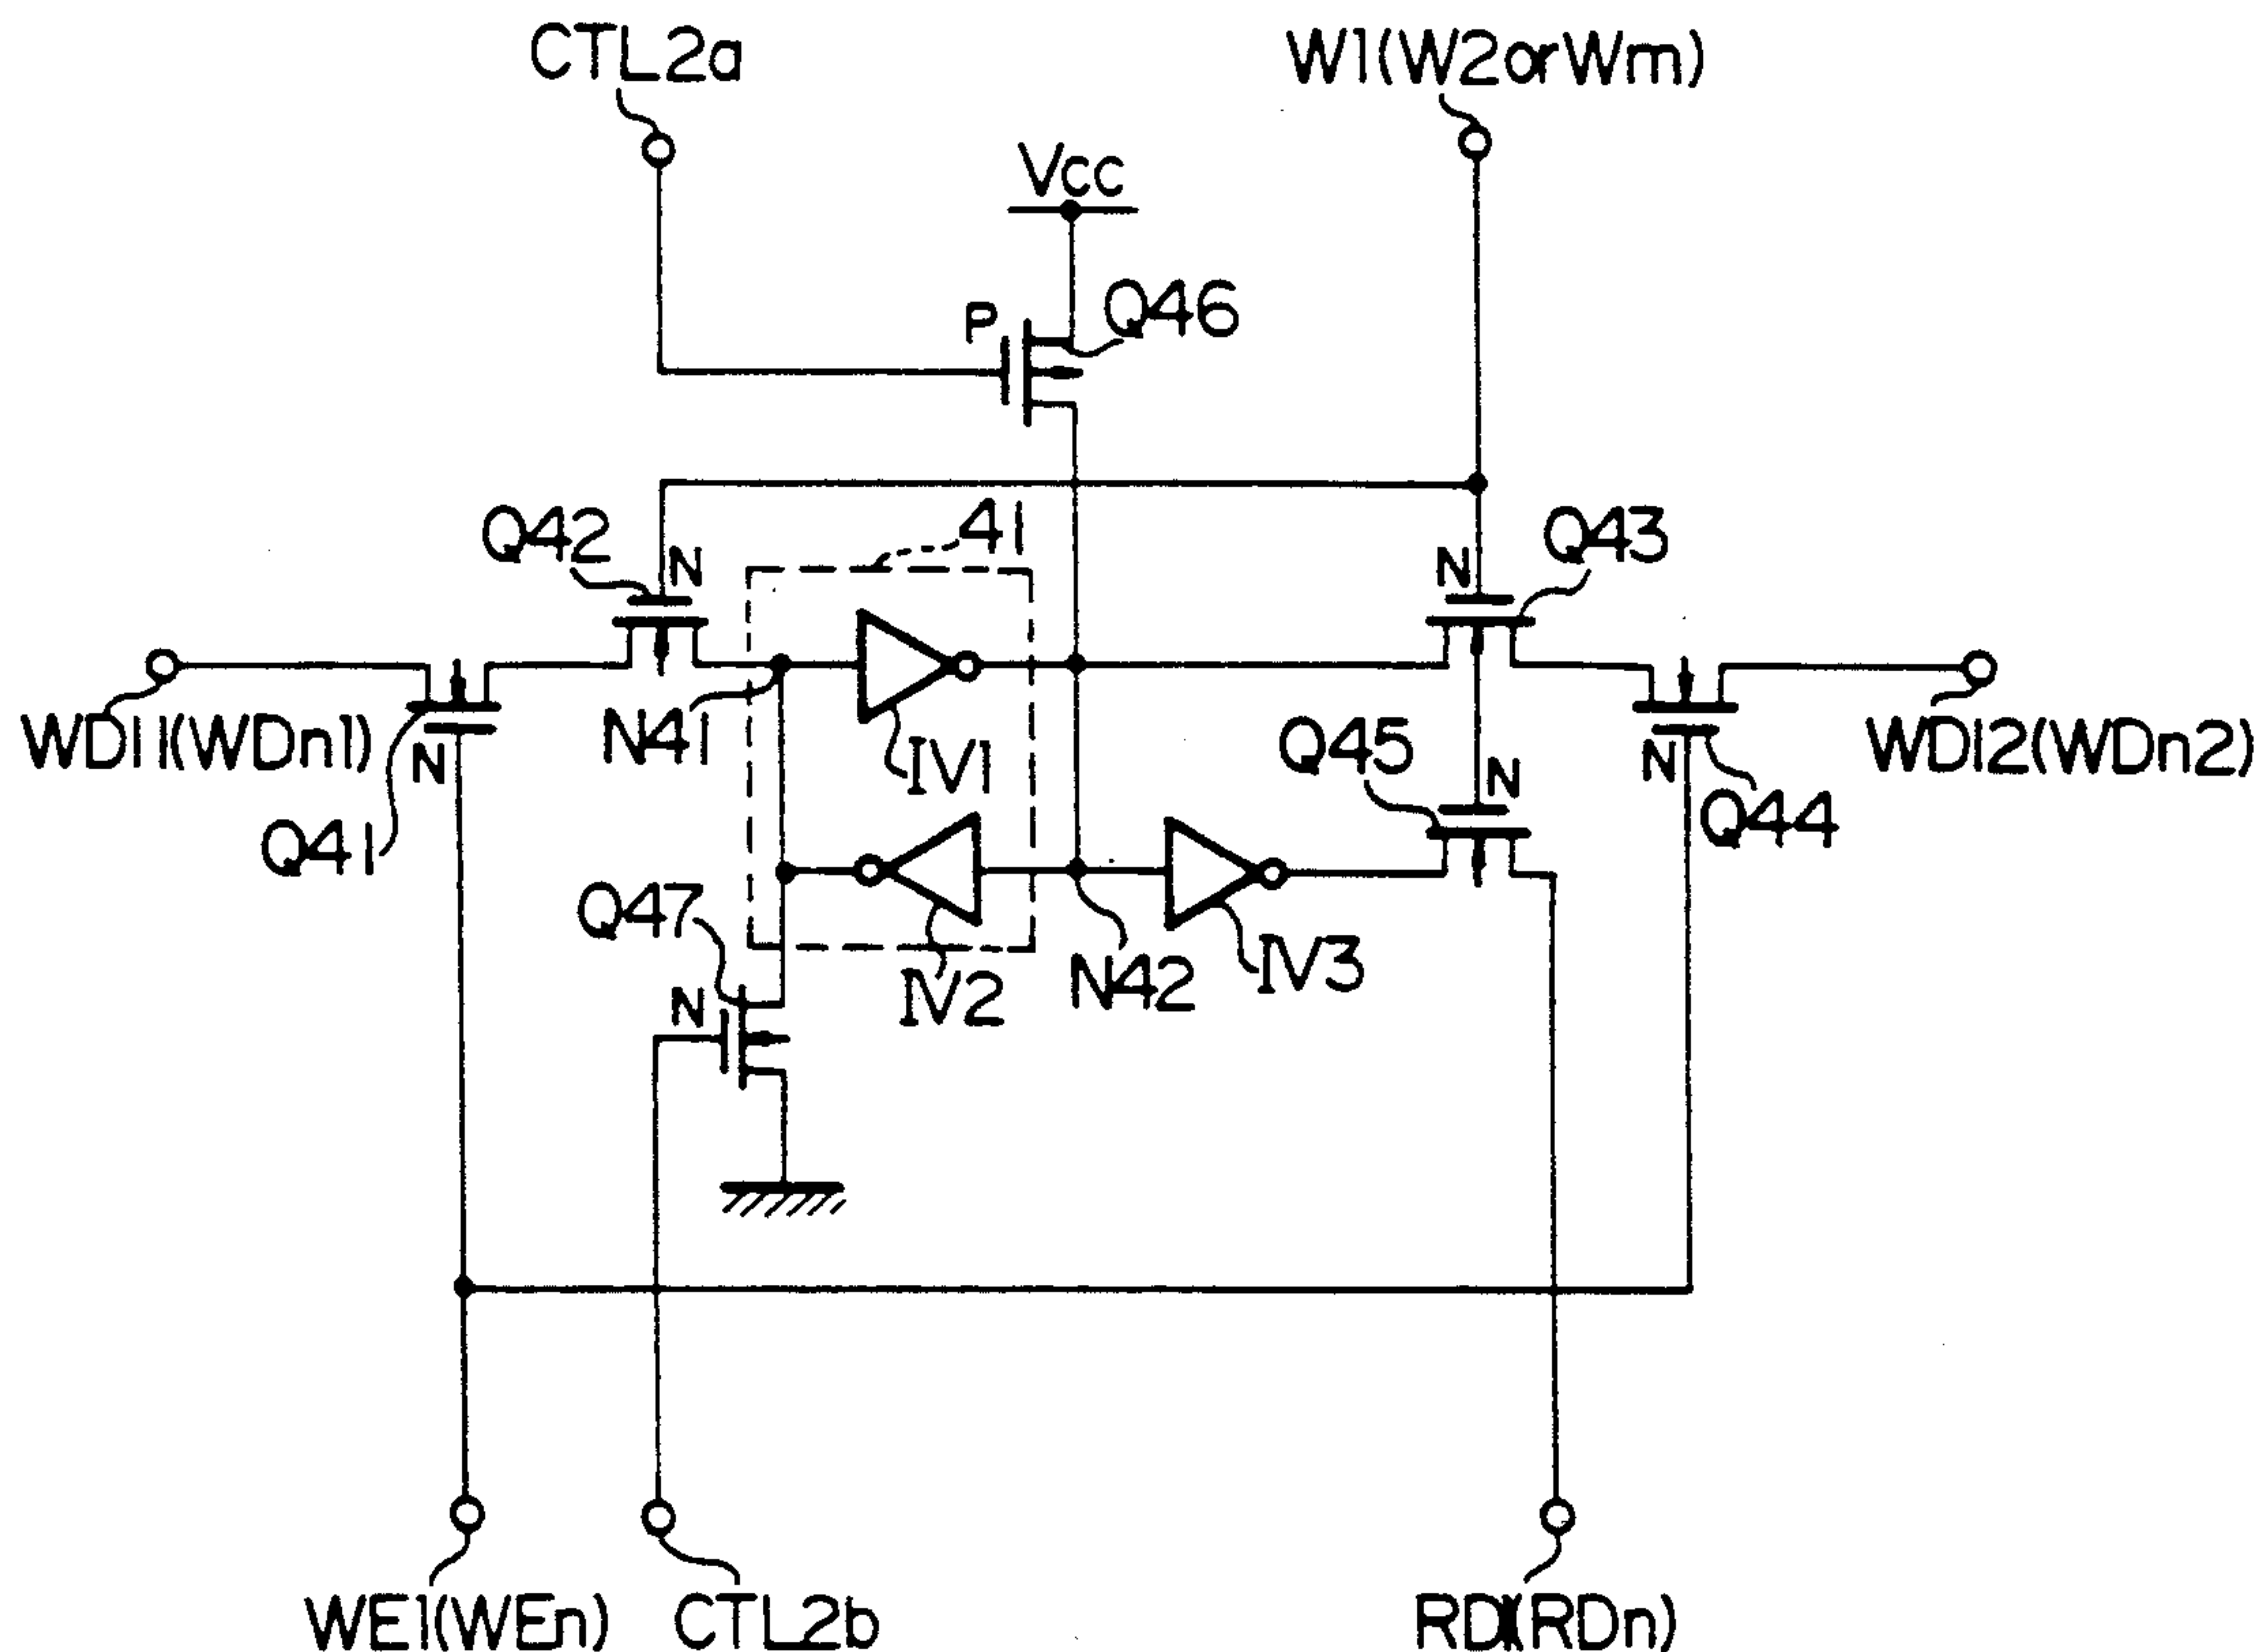 CTL2a
W1(W2orWm)
Vcc
P
Q46
Q42
N
41
N
Q43
WD11(WDn1)
N
Q41
N41
IV1
Q45
N
N
Q44
WD12(WDn2)
Q47
N
IV2
N42
IV3
WE1(WEn)
CTL2b
(RDn)